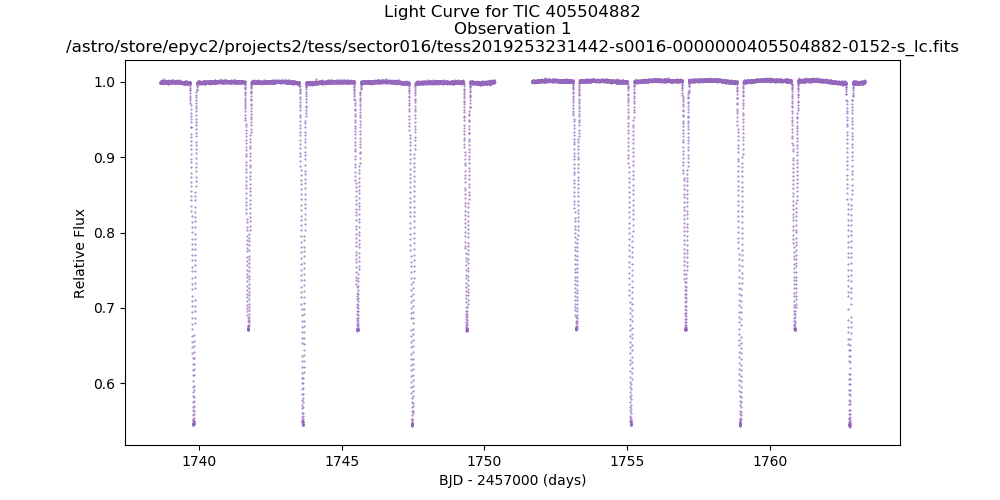 Light Curve for TIC 405504882
Observation 1
/astro/store/epyc2/projects2/tess/sector016/tess2019253231442-s0016-0000000405504882-0152-s_lc.fits
1.0
0.9
0.8
0.7
0.6
Relative Flux
1740
1745
1750
1755
1760
BJD - 2457000 (days)